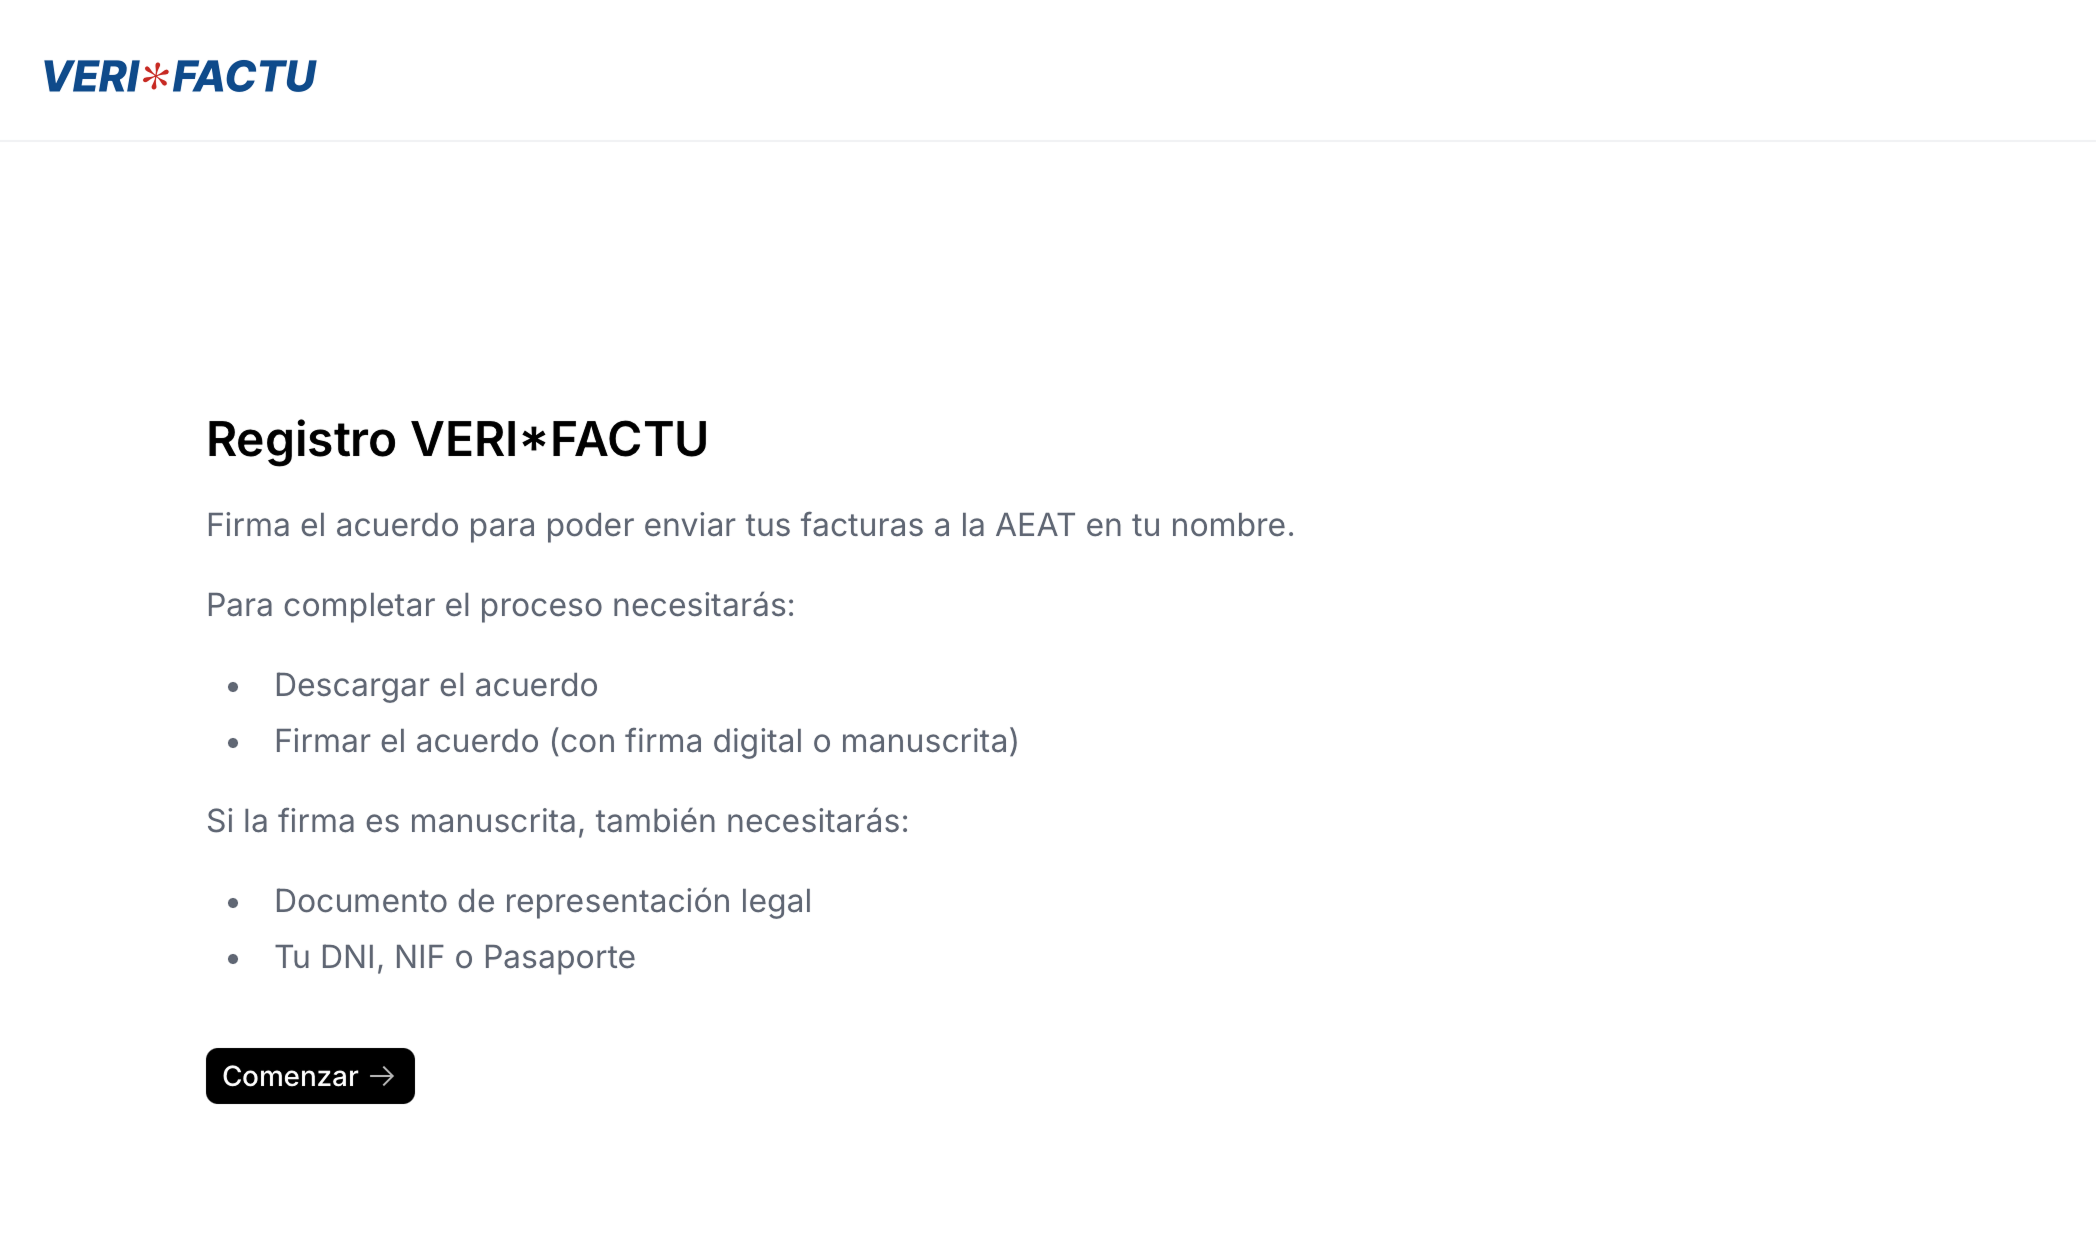 VERI*FACTU
Registro VERI*FACTU
Firma el acuerdo para poder enviar tus facturas a la AEAT en tu nombre.
Para completar el proceso necesitarás:
• Descargar el acuerdo
• Firmar el acuerdo (con firma digital o manuscrita)
Si la firma es manuscrita, también necesitarás:
• Documento de representación legal
• Tu DNI, NIF o Pasaporte
Comenzar →